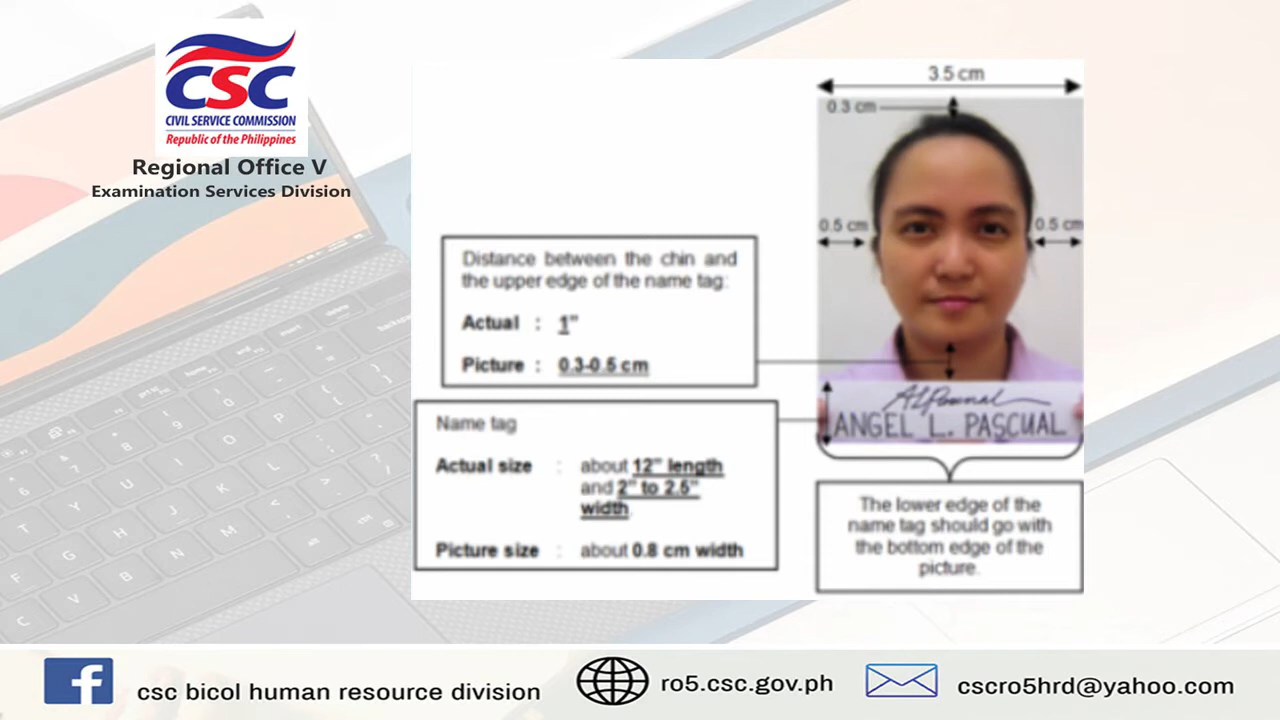 CSC
CIVIL SERVICE COMMISSION
Republic of the Philippines
Regional Office V
Examination Services Division
3.5 cm
0.3 cm
0.5 cm
0.5 cm
Distance between the chin and
the upper edge of the name tag:
Actual : 1"
Picture : 0.3-0.5 cm
Name tag
Actual size : about 12" length
and 2" to 2.5"
width.
Picture size : about 0.8 cm width
ANGEL L. PASCUAL
The lower edge of the
name tag should go with
the bottom edge of the
picture.
csc bicol human resource division
ro5.csc.gov.ph
cscro5hrd@yahoo.com